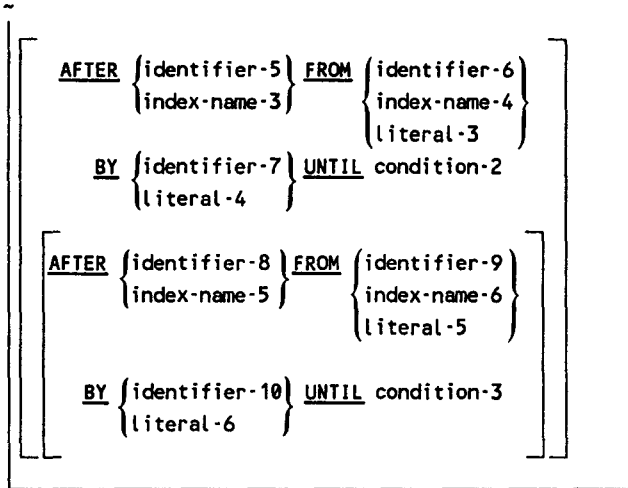 ~
AFTER {identifier-5} FROM {identifier-6}
index-name-3 index-name-4
literal-3
BY {identifier-7} UNTIL condition-2
literal-4
AFTER {identifier-8} FROM {identifier-9}
index-name-5 index-name-6
literal-5
BY {identifier-10} UNTIL condition-3
literal-6